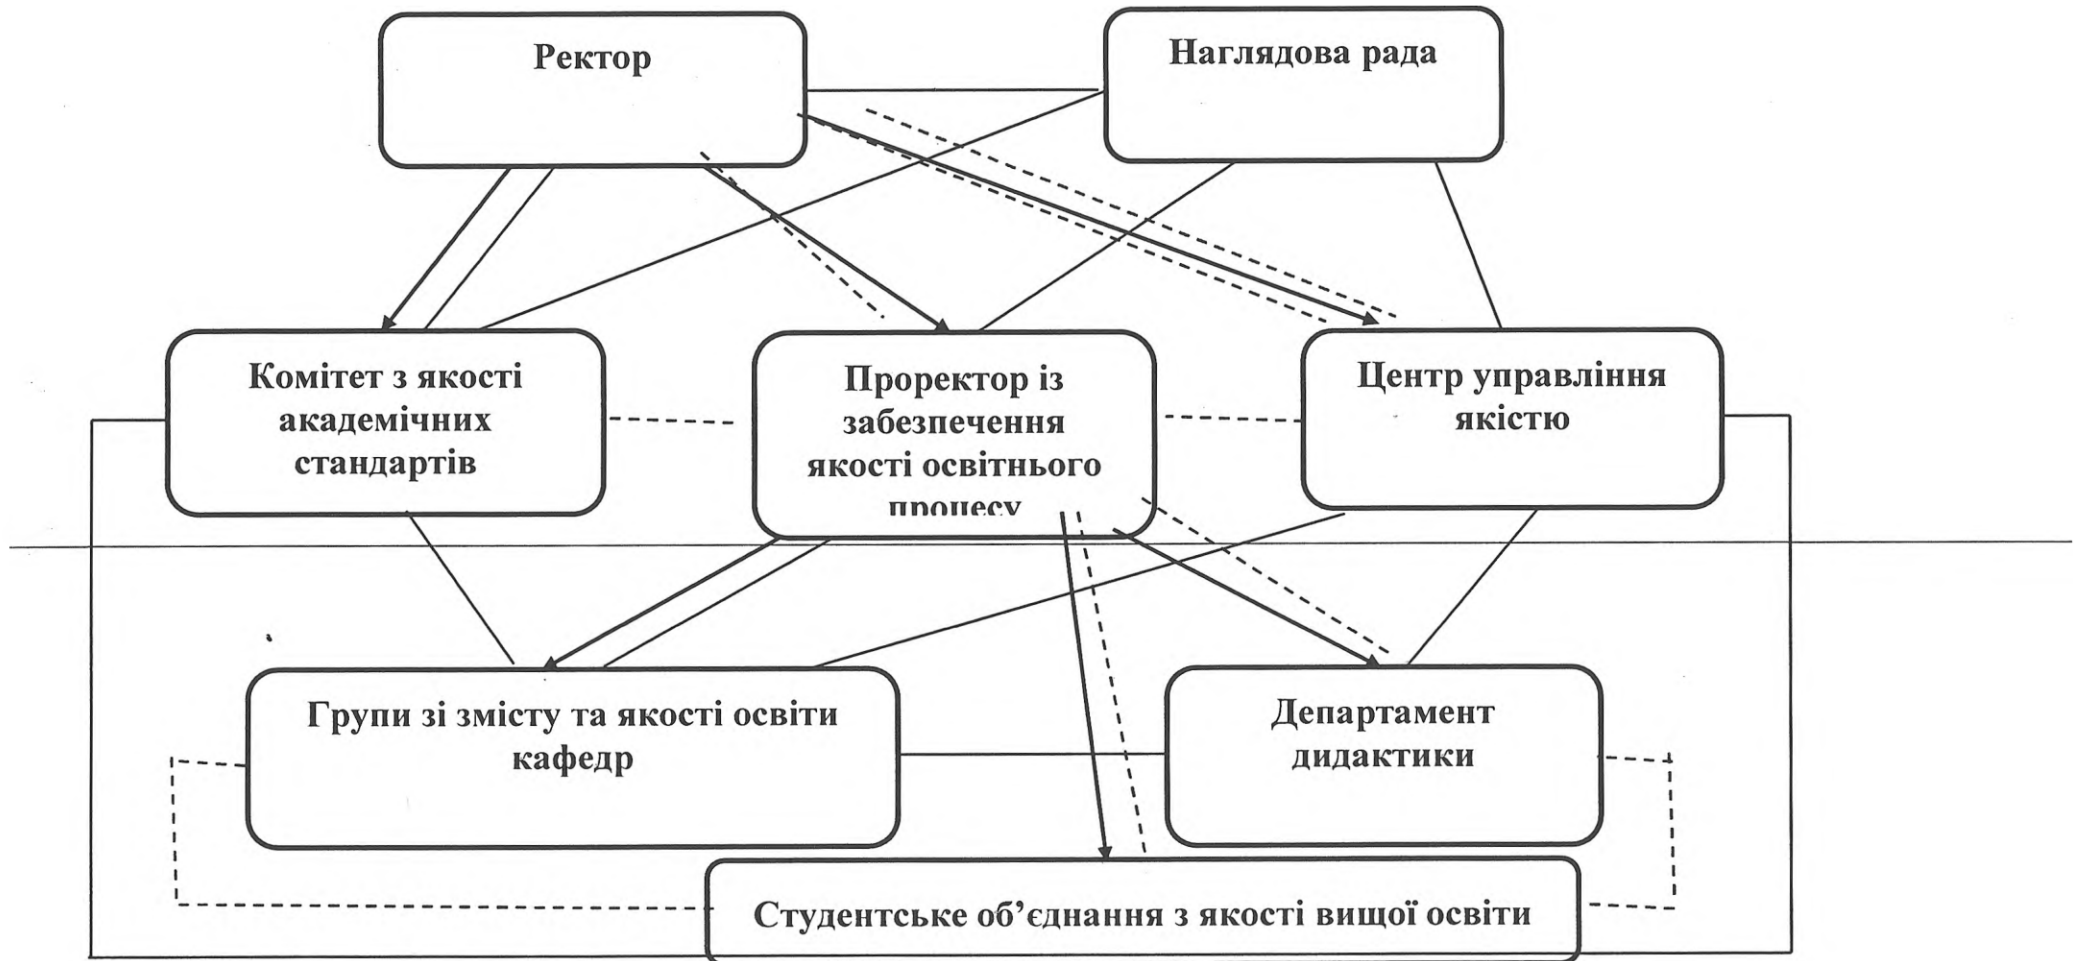 Ректор
Наглядова рада
Комітет з якості
академічних
стандартів
Проректор із
забезпечення
якості освітнього
процесу
Центр управління
якістю
Групи зі змісту та якості освіти
кафедр
Департамент
дидактики
Студентське об’єднання з якості вищої освіти